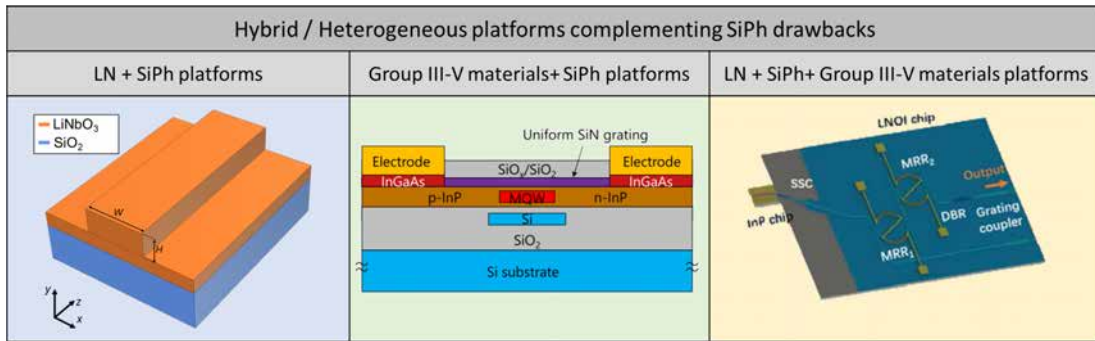 Hybrid / Heterogeneous platforms complementing SiPh drawbacks
LN + SiPh platforms
Group III-V materials+ SiPh platforms
LN + SiPh+ Group III-V materials platforms
LiNbO₃
SiO₂
W
H
y
z
x
Uniform SiN grating
Electrode
SiOₓ/SiO₂
Electrode
InGaAs
InGaAs
p-InP
MQW
n-InP
Si
SiO₂
Si substrate
LNOI chip
MRR₂
SSC
Output
InP chip
DBR
Grating
coupler
MRR₁